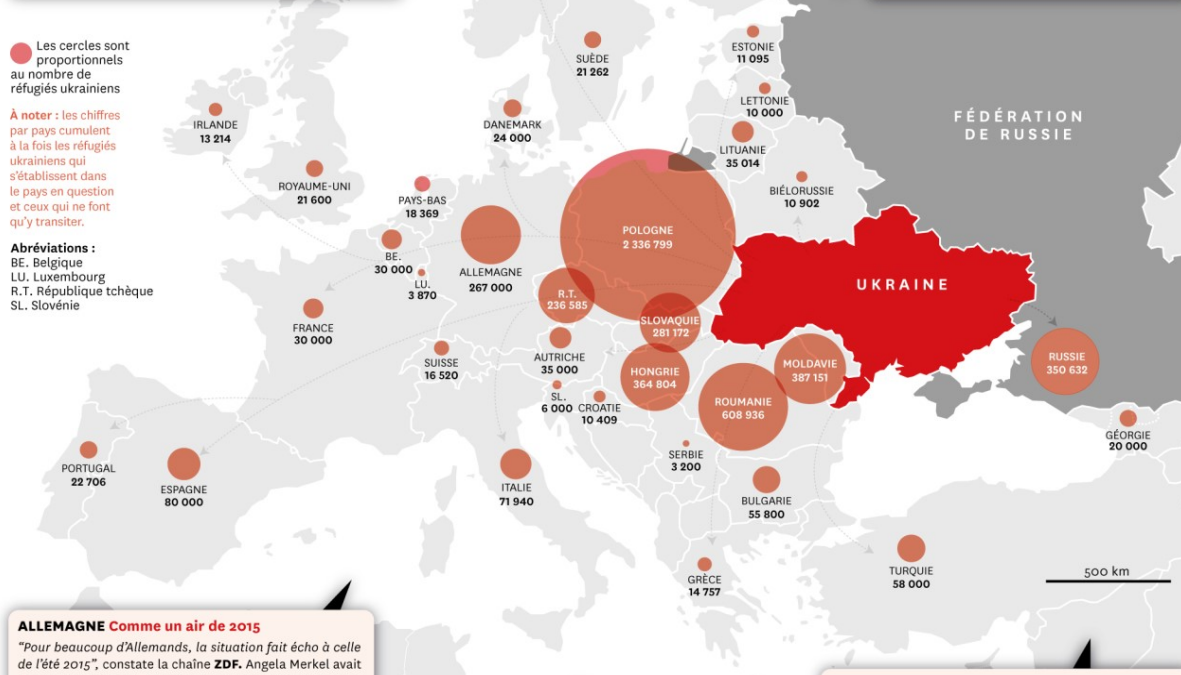 Les cercles sont
proportionnels
au nombre de
réfugiés ukrainiens
À noter : les chiffres
par pays cumulent
à la fois les réfugiés
ukrainiens qui
s'établissent dans
le pays en question
et ceux qui ne font
qu'y transiter.
Abréviations :
BE. Belgique
LU. Luxembourg
R.T. République tchèque
SL. Slovénie
SUÈDE
21 262
ESTONIE
11 095
LETTONIE
10 000
LITUANIE
35 014
FÉDÉRATION
DE RUSSIE
IRLANDE
13 214
DANEMARK
24 000
ROYAUME-UNI
21 600
PAYS-BAS
18 369
BIÉLORUSSIE
10 902
POLOGNE
2 336 799
BE.
30 000
LU.
3 870
ALLEMAGNE
267 000
R.T.
236 585
UKRAINE
FRANCE
30 000
SLOVAQUIE
281 172
SUISSE
16 520
AUTRICHE
35 000
HONGRIE
364 804
MOLDAVIE
387 151
RUSSIE
350 632
SL.
6 000
CROATIE
10 409
ROUMANIE
608 936
GÉORGIE
20 000
SERBIE
3 200
PORTUGAL
22 706
ESPAGNE
80 000
ITALIE
71 940
BULGARIE
55 800
GRÈCE
14 757
TURQUIE
58 000
500 km
ALLEMAGNE Comme un air de 2015
"Pour beaucoup d'Allemands, la situation fait écho à celle
de l'été 2015", constate la chaîne ZDF. Angela Merkel avait